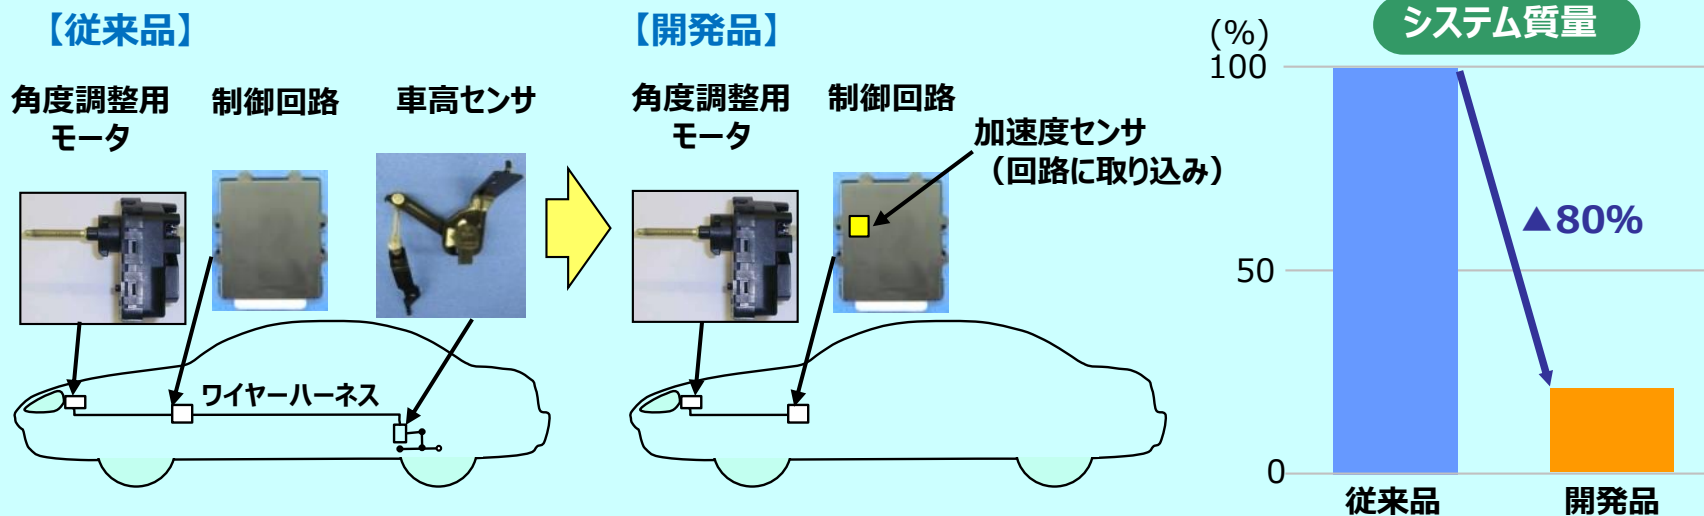 【従来品】
角度調整用
モータ
制御回路
車高センサ
ワイヤーハーネス
【開発品】
角度調整用
モータ
制御回路
加速度センサ
（回路に取り込み）
システム質量
(%)
100
50
0
▲80%
従来品
開発品